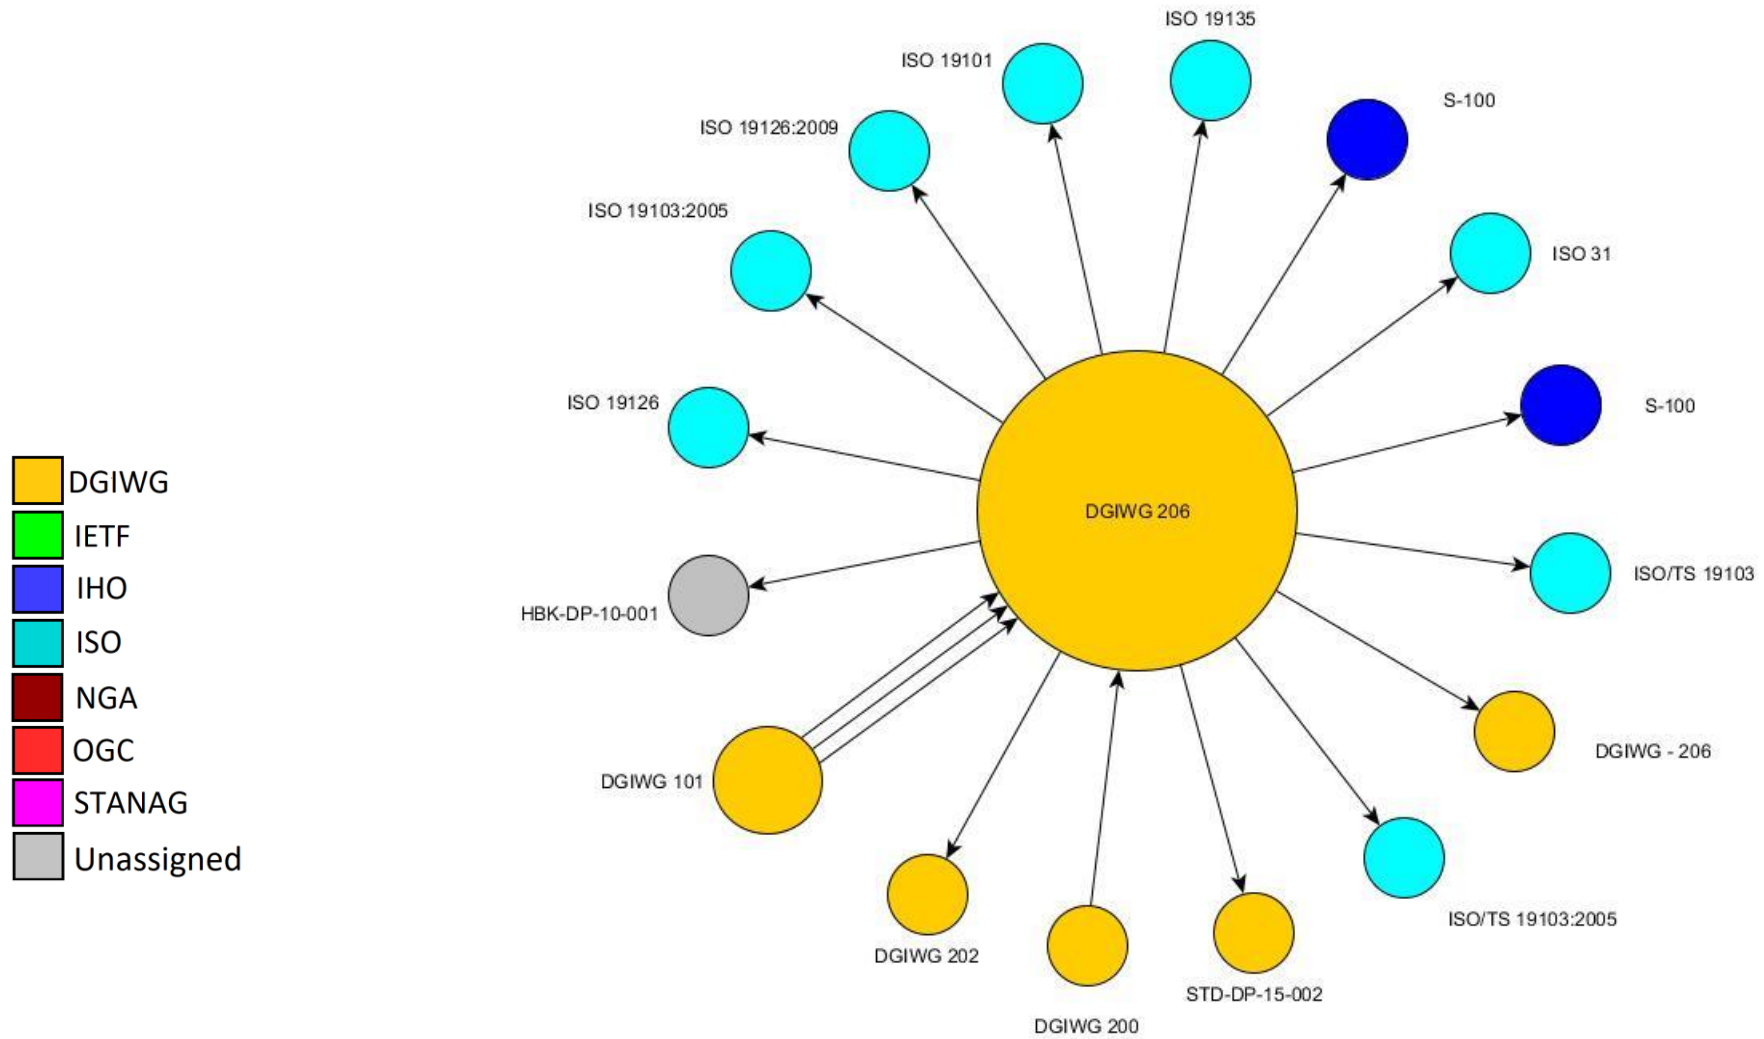 ISO 19135
ISO 19101
S-100
ISO 19126:2009
ISO 19103:2005
ISO 31
ISO 19126
S-100
DGIWG 206
ISO/TS 19103
HBK-DP-10-001
DGIWG - 206
DGIWG 101
ISO/TS 19103:2005
DGIWG 202
STD-DP-15-002
DGIWG 200
DGIWG
IETF
IHO
ISO
NGA
OGC
STANAG
Unassigned